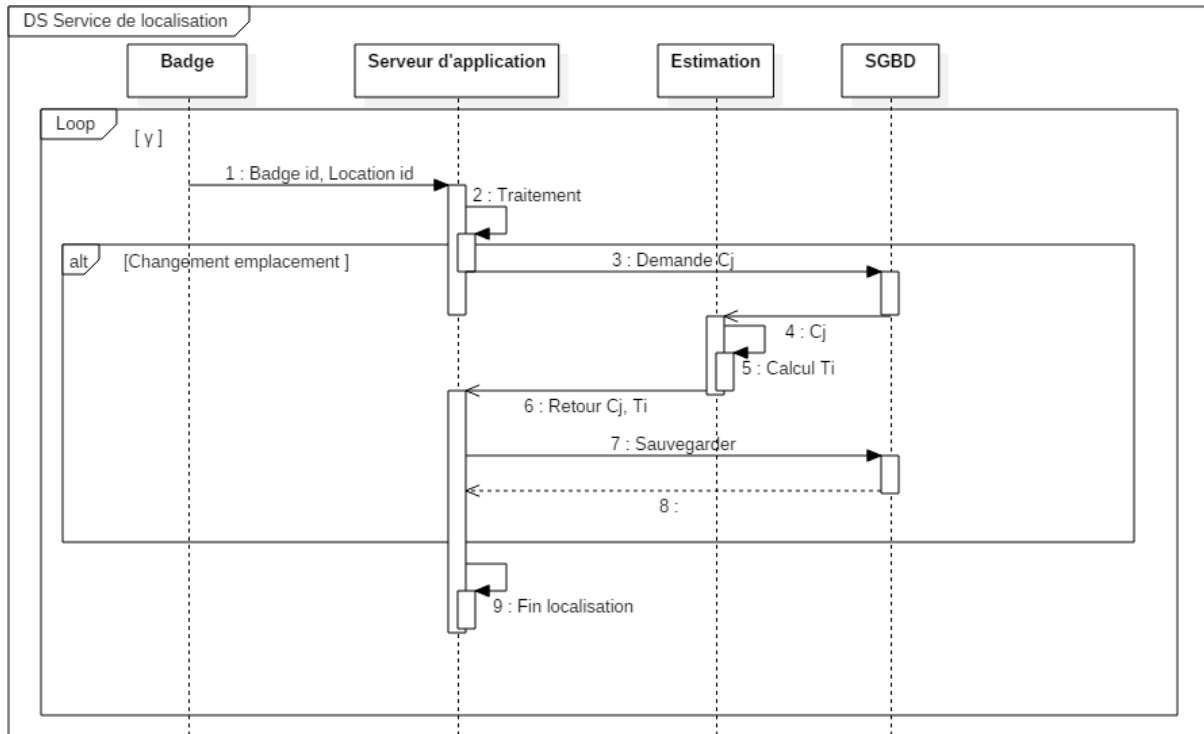 DS Service de localisation
Badge
Serveur d'application
Estimation
SGBD
Loop
[ y ]
1 : Badge id, Location id
2 : Traitement
alt
[Changement emplacement ]
3 : Demande Cj
4 : Cj
5 : Calcul Ti
6 : Retour Cj, Ti
7 : Sauvegarder
8 :
9 : Fin localisation